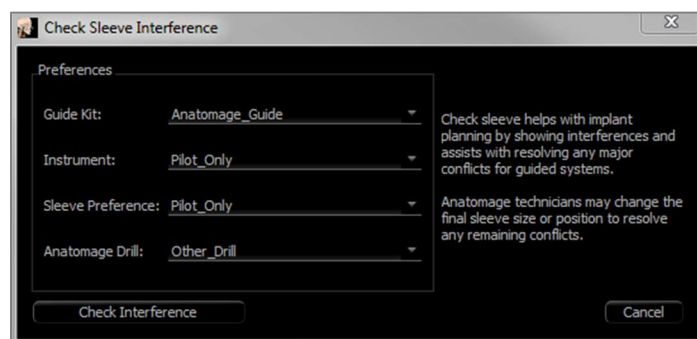 Check Sleeve Interference
Preferences
Guide Kit: Anatomage_Guide
Instrument: Pilot_Only
Sleeve Preference: Pilot_Only
Anatomage Drill: Other_Drill
Check sleeve helps with implant
planning by showing interferences and
assists with resolving any major
conflicts for guided systems.
Anatomage technicians may change the
final sleeve size or position to resolve
any remaining conflicts.
Check Interference
Cancel